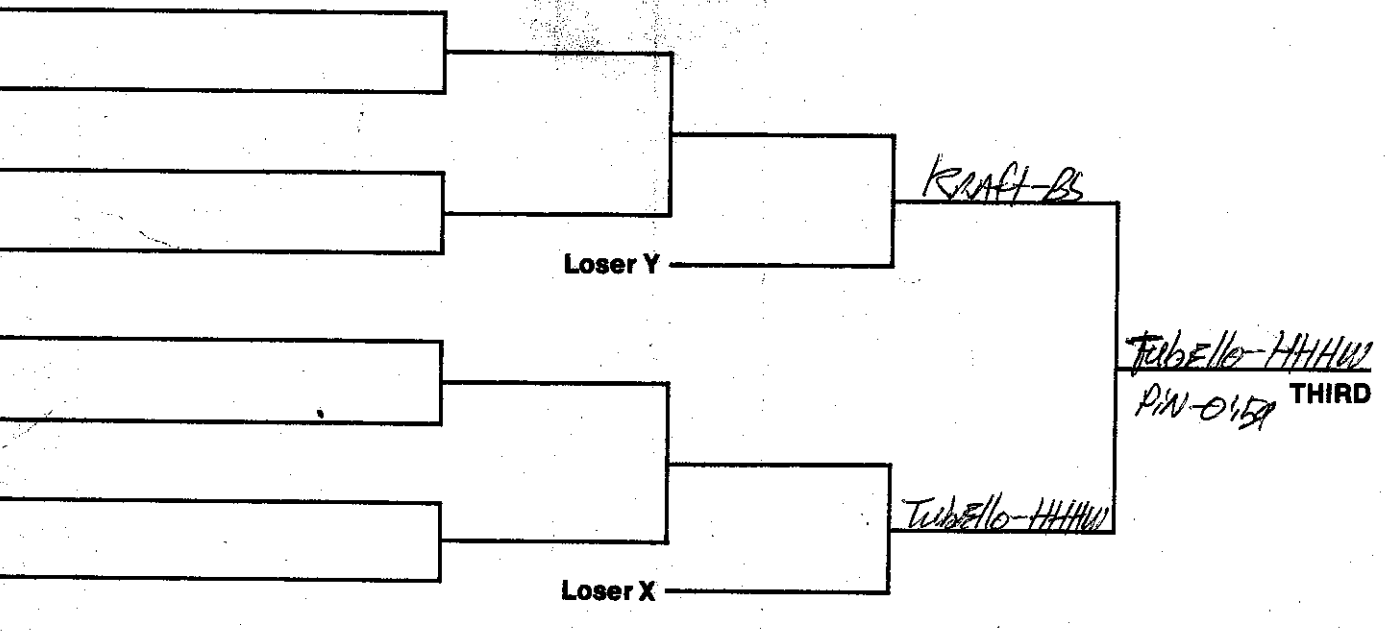 KRAft-BS
Loser Y
Tubello-HHHW
THIRD
PiN-0:59
Tubello-HHHW
Loser X